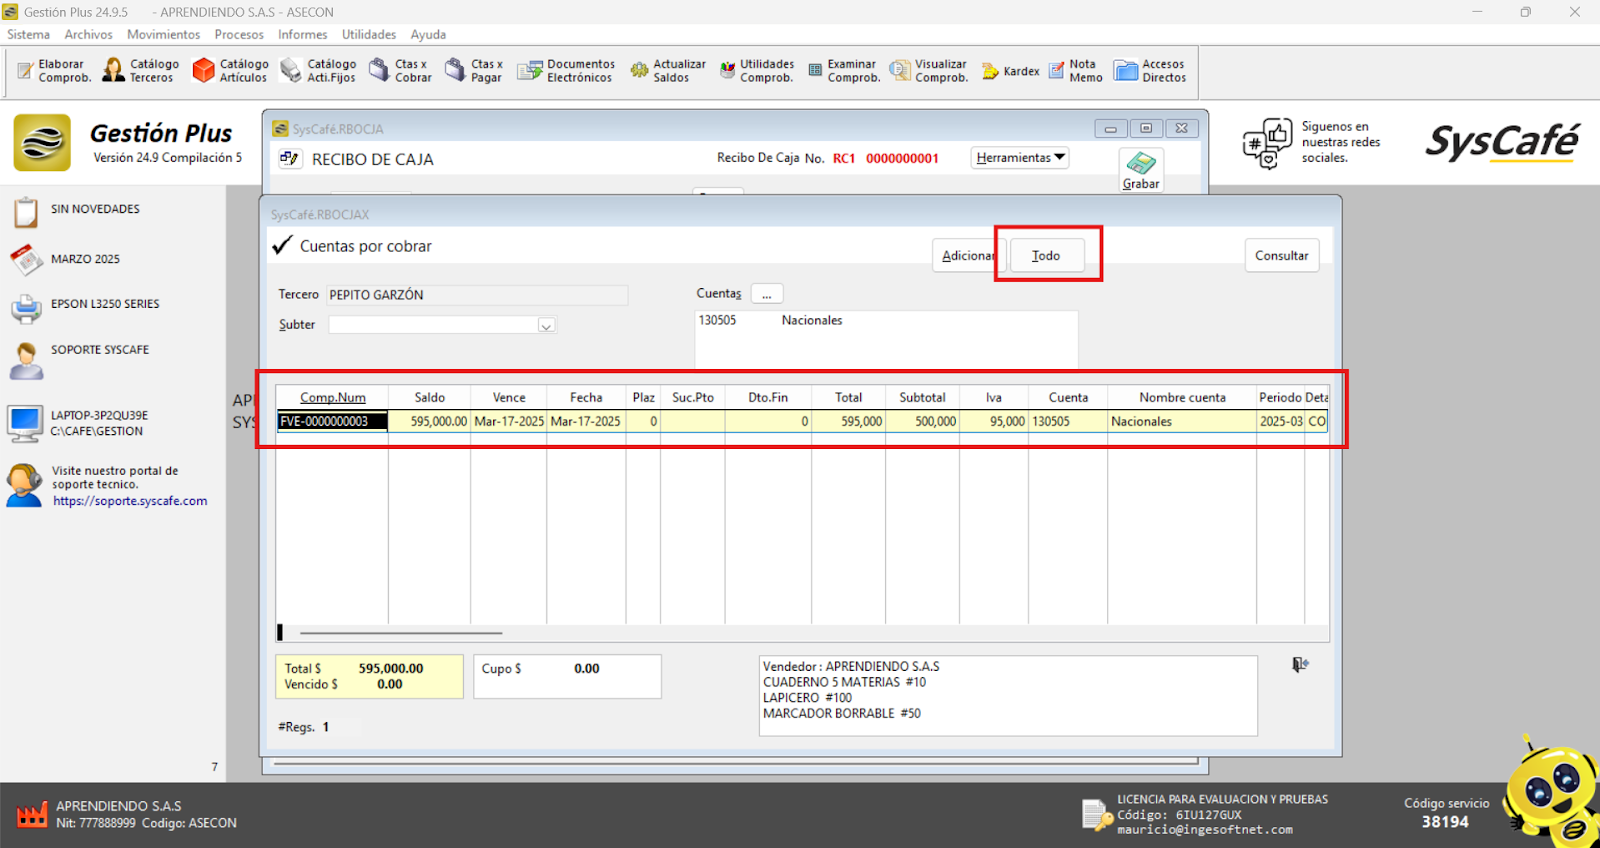 Gestión Plus 24.9.5 - APRENDIENDO S.A.S - ASECON
Sistema Archivos Movimientos Procesos Informes Utilidades Ayuda
Elaborar Comprob.
Catálogo Terceros
Catálogo Artículos
Catálogo Acti.Fijos
Ctas x Cobrar
Ctas x Pagar
Documentos Electrónicos
Actualizar Saldos
Utilidades Comprob.
Examinar Comprob.
Visualizar Comprob.
Kardex
Nota Memo
Accesos Directos
Gestión Plus
Versión 24.9 Compilación 5
SysCafé.RBOCJA
RECIBO DE CAJA
Recibo De Caja No. RC1 0000000001
Herramientas
Grabar
Siguenos en
nuestras redes
sociales.
SysCafé
SIN NOVEDADES
MARZO 2025
EPSON L3250 SERIES
SOPORTE SYSCAFE
LAPTOP-3P2QU39E
C:\CAFE\GESTION
Visite nuestro portal de
soporte tecnico.
https://soporte.syscafe.com
7
AP
SYS
SysCafé.RBOCJAX
Cuentas por cobrar
Adicionar Todo Consultar
Tercero PEPITO GARZÓN
Subter
Cuentas ...
130505 Nacionales
Comp.Num Saldo Vence Fecha Plaz Suc.Pto Dto.Fin Total Subtotal Iva Cuenta Nombre cuenta Periodo Deta
FVE-0000000003 595,000.00 Mar-17-2025 Mar-17-2025 0 0 595,000 500,000 95,000 130505 Nacionales 2025-03 CO
Total $ 595,000.00
Vencido $ 0.00
Cupo $ 0.00
Vendedor : APRENDIENDO S.A.S
CUADERNO 5 MATERIAS #10
LAPICERO #100
MARCADOR BORRABLE #50
#Regs. 1
APRENDIENDO S.A.S
Nit: 777888999 Codigo: ASECON
LICENCIA PARA EVALUACION Y PRUEBAS
Código: 6IU127GUX
mauricio@ingesoftnet.com
Código servicio
38194